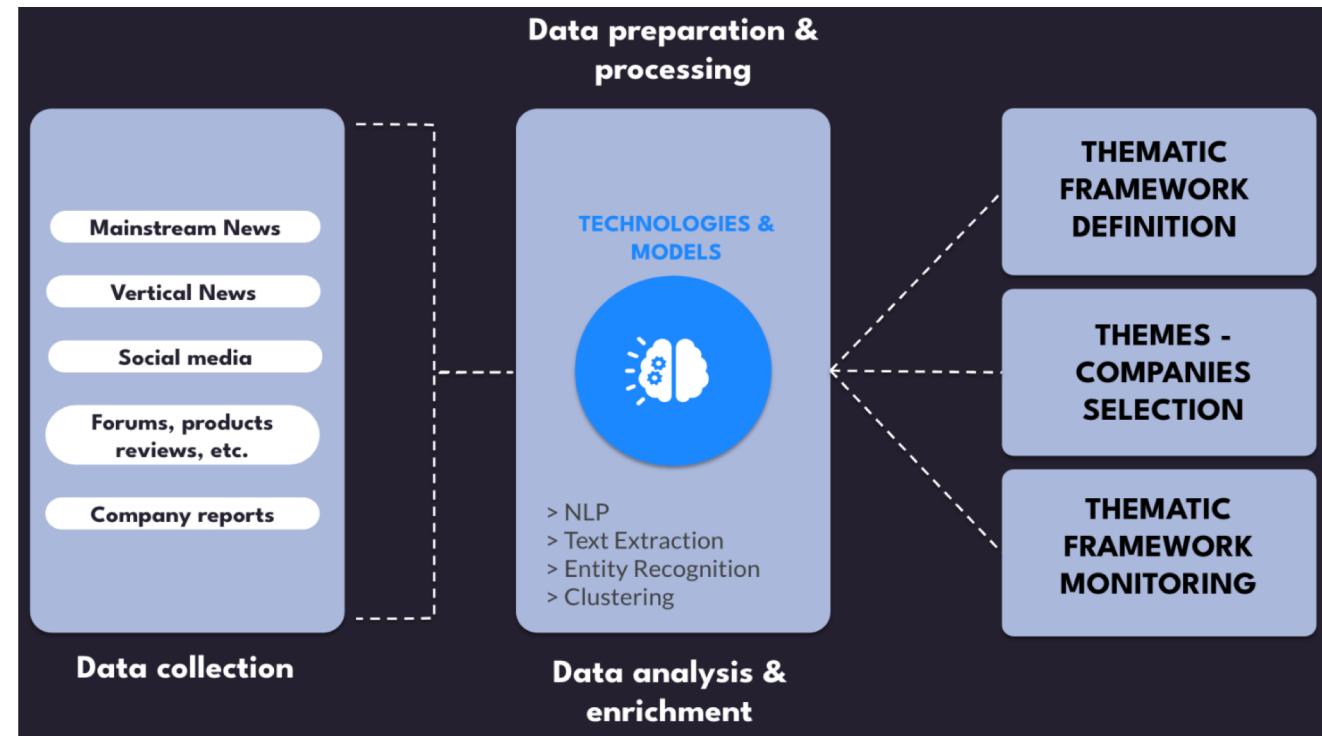 Data preparation &
processing
Mainstream News
Vertical News
Social media
Forums, products
reviews, etc.
Company reports
Data collection
TECHNOLOGIES &
MODELS
> NLP
> Text Extraction
> Entity Recognition
> Clustering
Data analysis &
enrichment
THEMATIC
FRAMEWORK
DEFINITION
THEMES -
COMPANIES
SELECTION
THEMATIC
FRAMEWORK
MONITORING